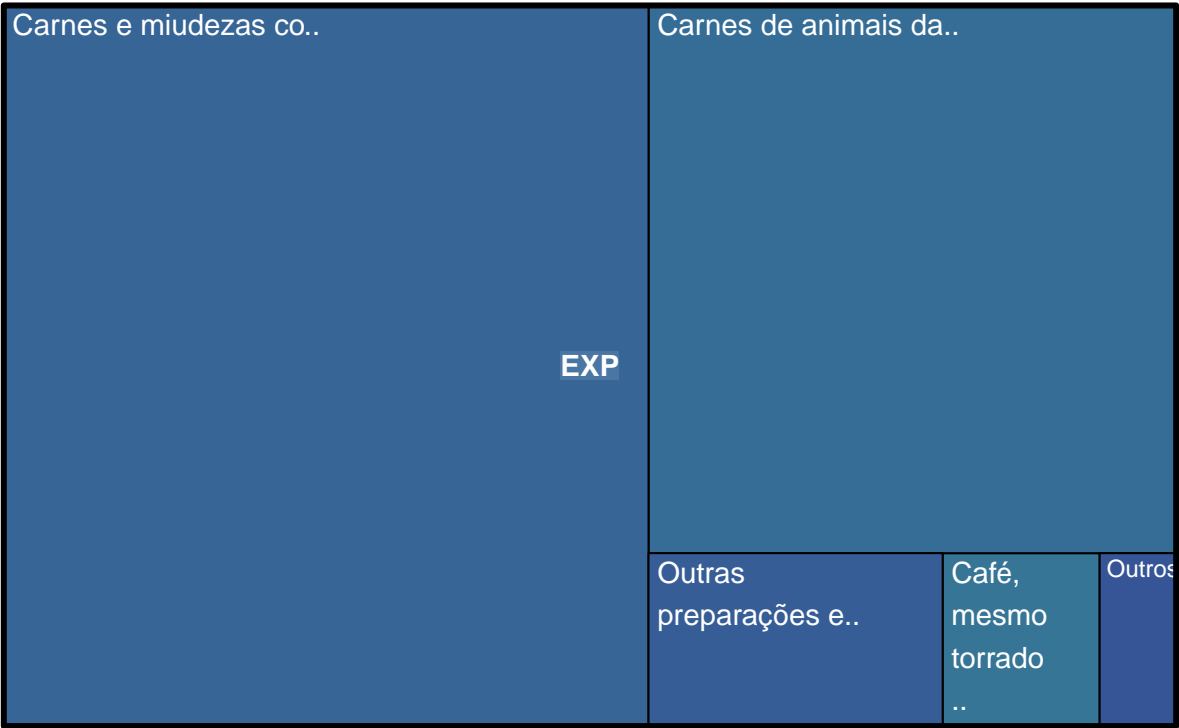 Carnes e miudezas co..
Carnes de animais da..
EXP
Outras
preparações e..
Café,
mesmo
torrado
..
Outros